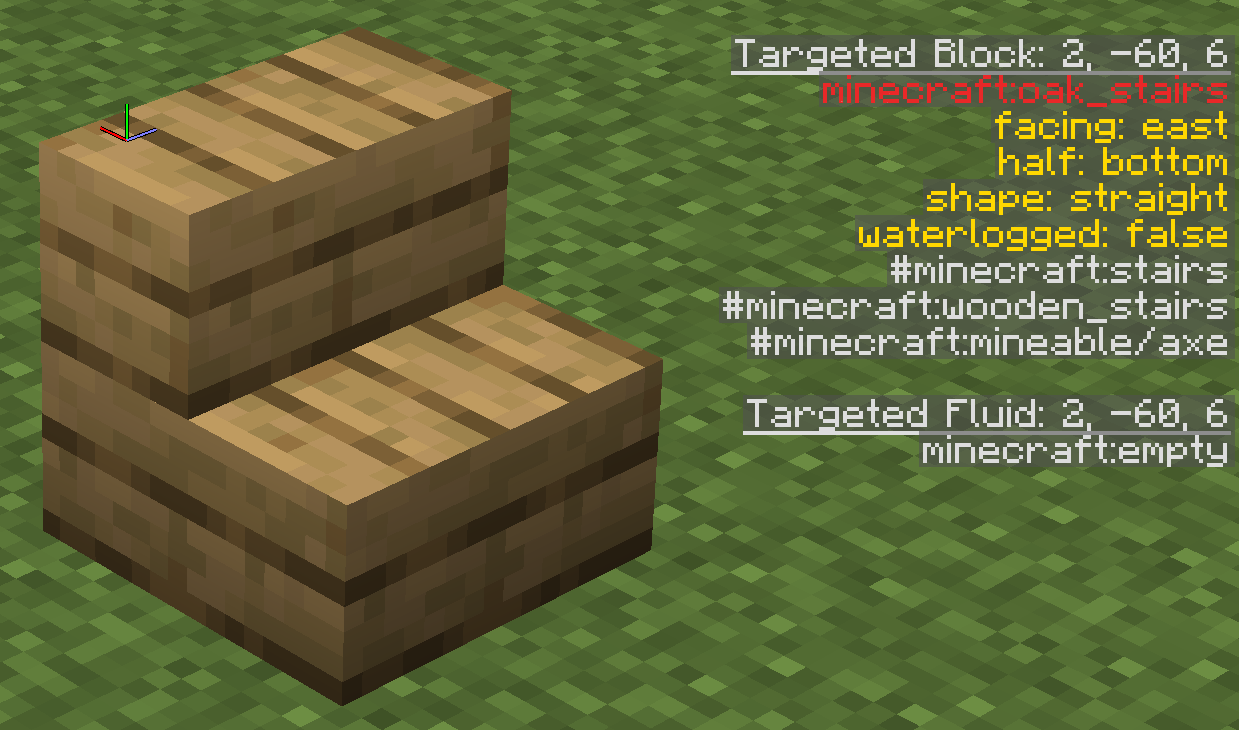 Targeted Block: 2, -60, 6
minecraft:oak_stairs
facing: east
half: bottom
shape: straight
waterlogged: false
#minecraft:stairs
#minecraft:wooden_stairs
#minecraft:mineable/axe
Targeted Fluid: 2, -60, 6
minecraft:empty